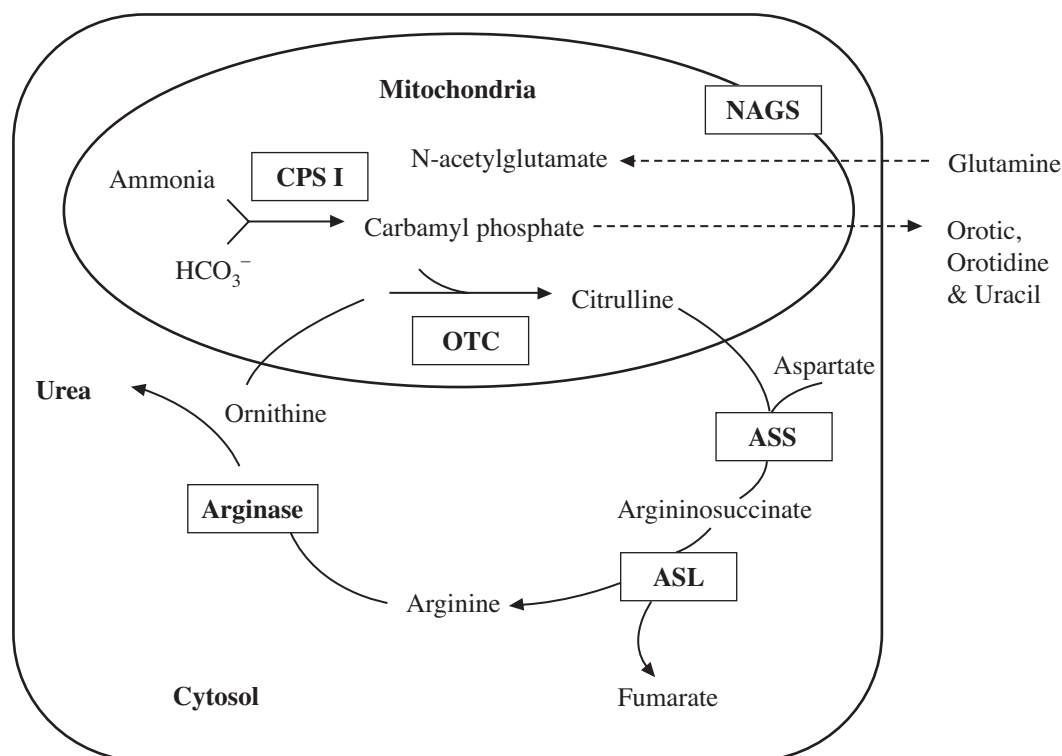 Mitochondria
NAGS
N-acetylglutamate
Glutamine
CPS I
Ammonia
Carbamyl phosphate
Orotic,
Orotidine
& Uracil
HCO₃⁻
Citrulline
OTC
Aspartate
Urea
Ornithine
ASS
Arginase
Argininosuccinate
ASL
Arginine
Cytosol
Fumarate